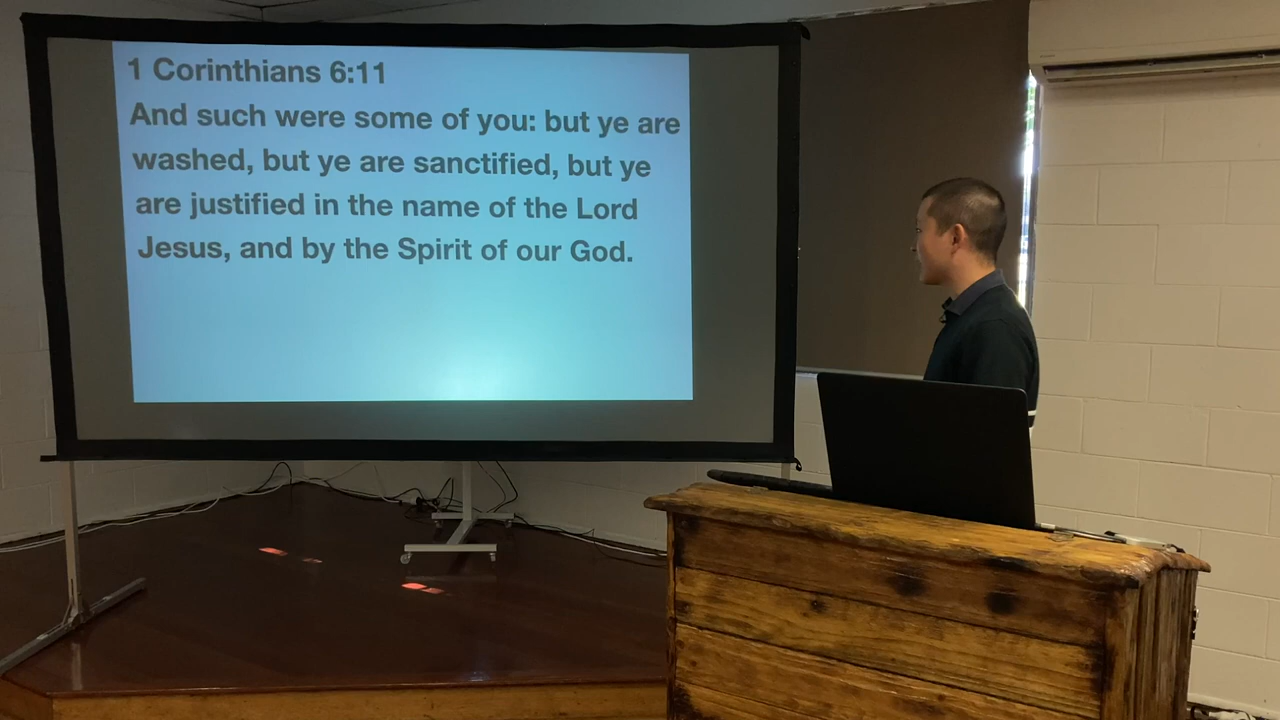 1 Corinthians 6:11
And such were some of you: but ye are
washed, but ye are sanctified, but ye
are justified in the name of the Lord
Jesus, and by the Spirit of our God.